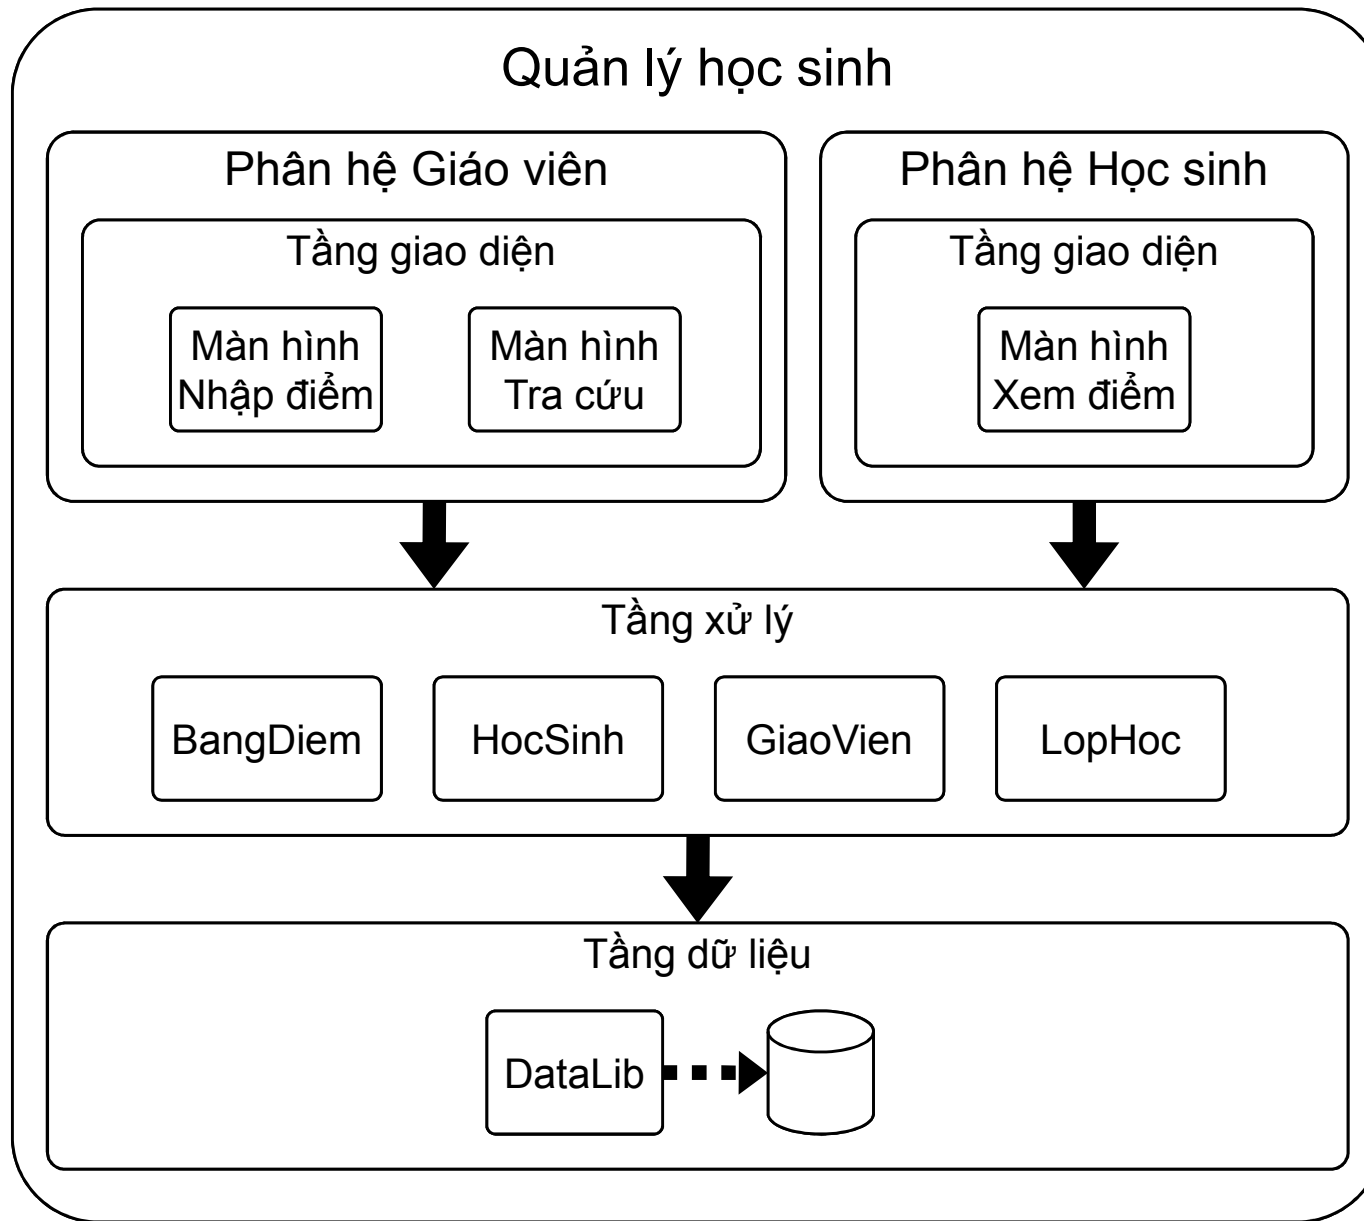 Quản lý học sinh
Phân hệ Giáo viên
Tầng giao diện
Màn hình
Nhập điểm
Màn hình
Tra cứu
Phân hệ Học sinh
Tầng giao diện
Màn hình
Xem điểm
Tầng xử lý
BangDiem
HocSinh
GiaoVien
LopHoc
Tầng dữ liệu
DataLib